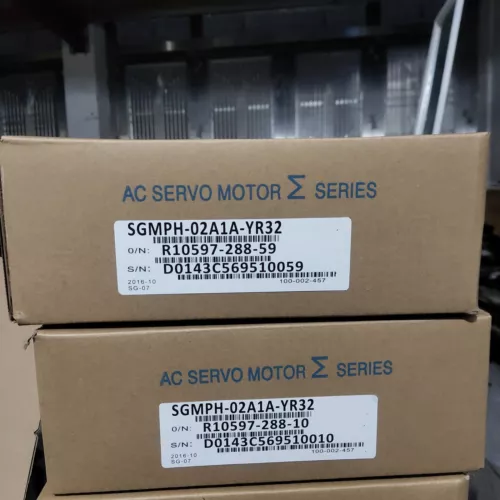 AC SERVO MOTOR Σ SERIES
SGMPH-02A1A-YR32
O/N: R10597-288-59
S/N: D0143C569510059
2016-10 100-002-457
SG-07
AC SERVO MOTOR Σ SERIES
SGMPH-02A1A-YR32
O/N: R10597-288-10
S/N: D0143C569510010
2016-10 100-002-457
SG-07